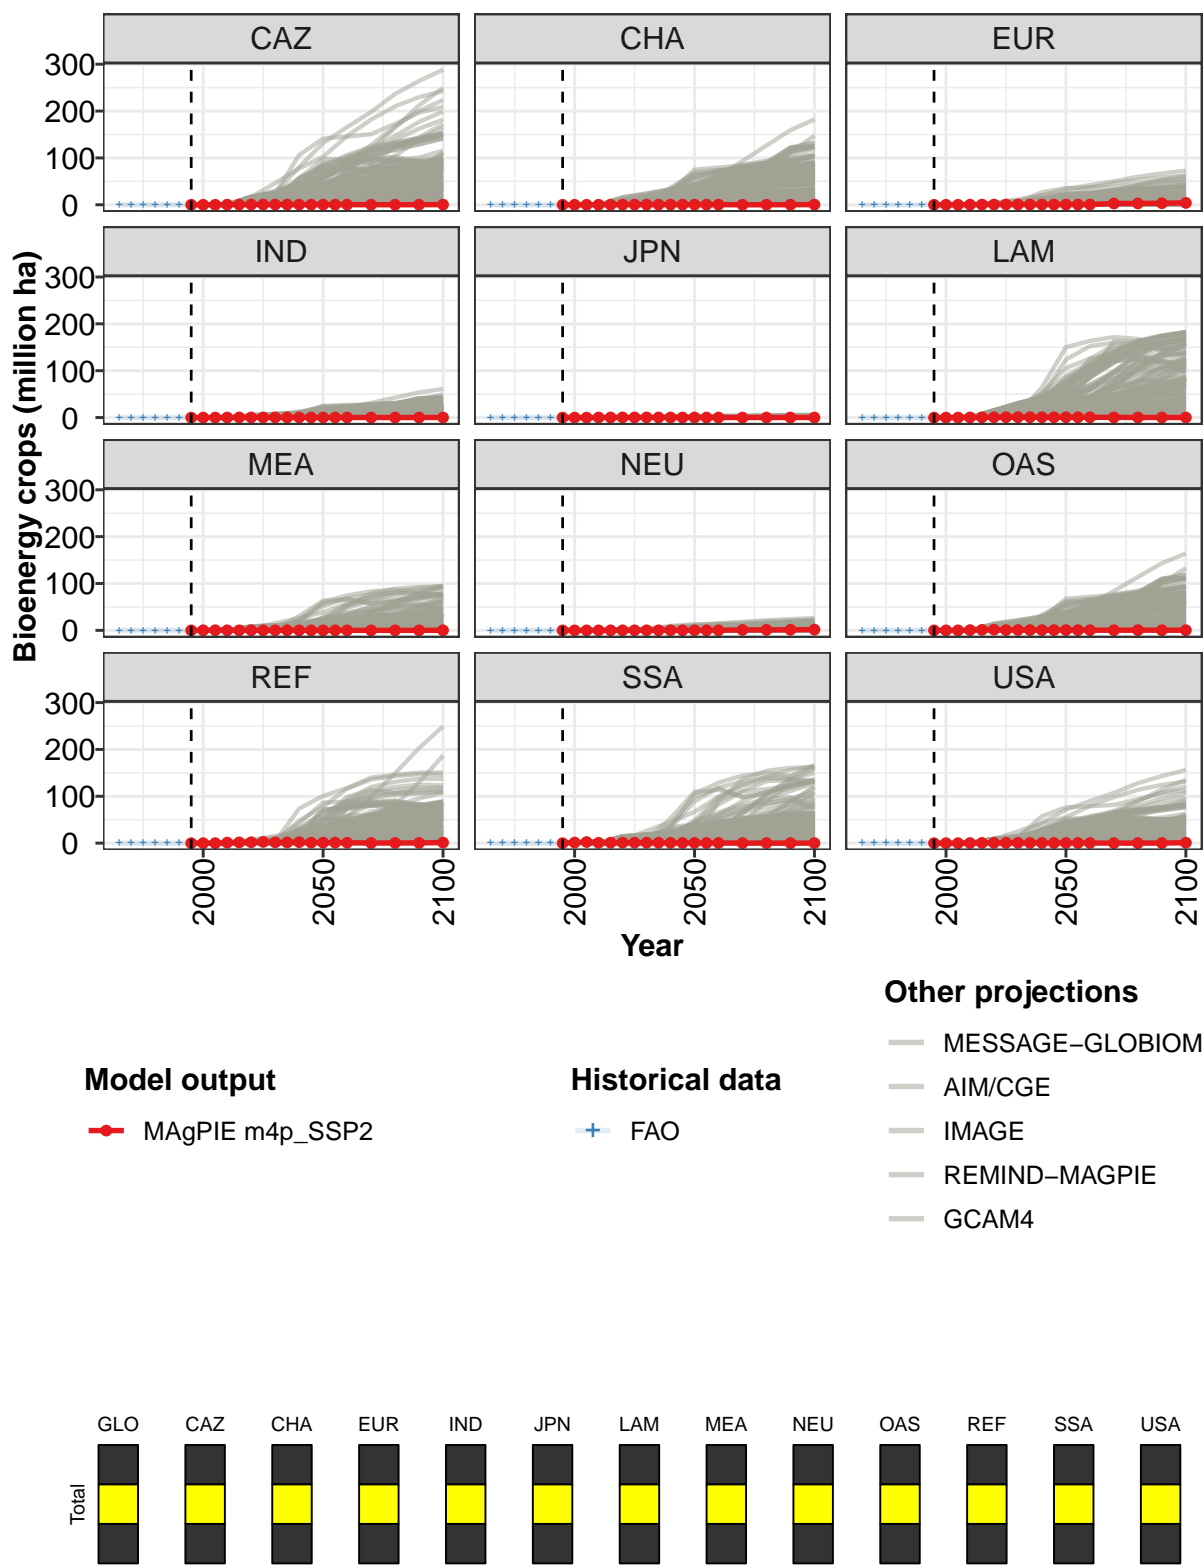 CAZ CHA EUR
300
200
100
0
IND JPN LAM
300
200
100
0
MEA NEU OAS
300
200
100
0
REF SSA USA
300
200
100
0
Bioenergy crops (million ha)
2000 2050 2100 2000 2050 2100 2000 2050 2100
Year
Other projections
MESSAGE−GLOBIOM
AIM/CGE
IMAGE
REMIND−MAGPIE
GCAM4
Model output
MAgPIE m4p_SSP2
Historical data
FAO
GLO CAZ CHA EUR IND JPN LAM MEA NEU OAS REF SSA USA
Total